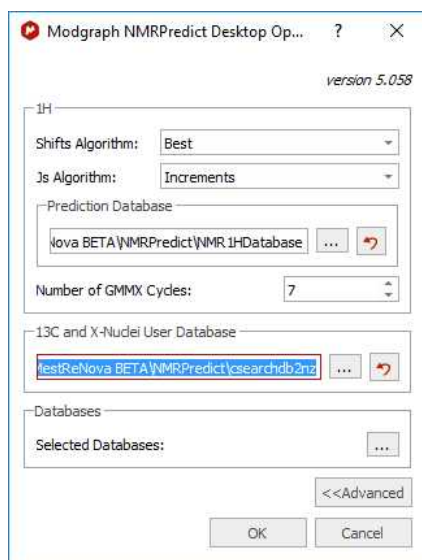 Modgraph NMRPredict Desktop Op... ?
version 5.058
1H
Shifts Algorithm: Best
Js Algorithm: Increments
Prediction Database
Nova BETA\NMRPredict\NMR1HDatabase ...
Number of GMMX Cycles: 7
13C and X-Nuclei User Database
MestReNova BETA\NMRPredict\csearchdb2nz ...
Databases
Selected Databases: ...
<<Advanced
OK Cancel